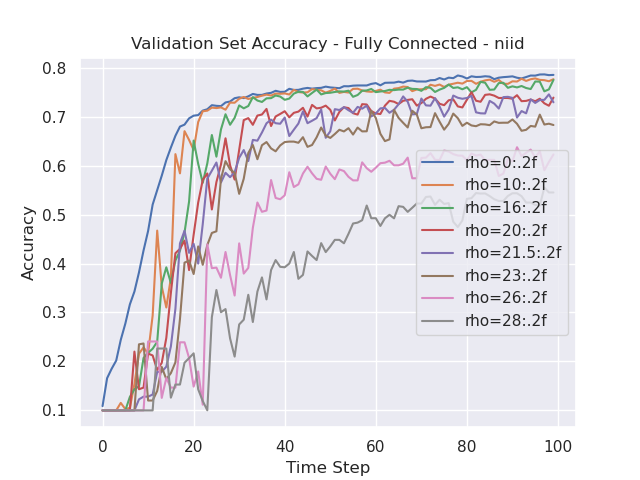 Validation Set Accuracy - Fully Connected - niid
Accuracy
0.8
0.7
0.6
0.5
0.4
0.3
0.2
0.1
rho=0:.2f
rho=10:.2f
rho=16:.2f
rho=20:.2f
rho=21.5:.2f
rho=23:.2f
rho=26:.2f
rho=28:.2f
0 20 40 60 80 100
Time Step